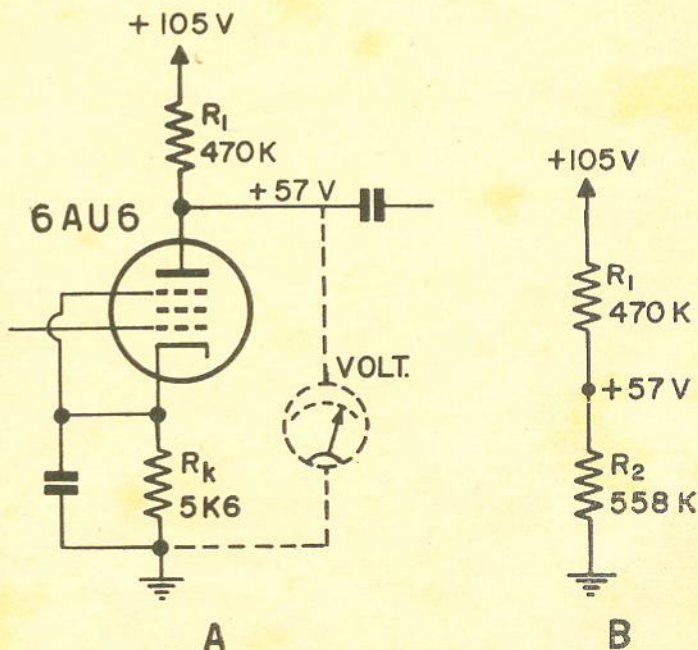 +105V
R1
470K
+57V
6AU6
VOLT.
Rk
5K6
A
+105V
R1
470K
+57V
R2
558K
B